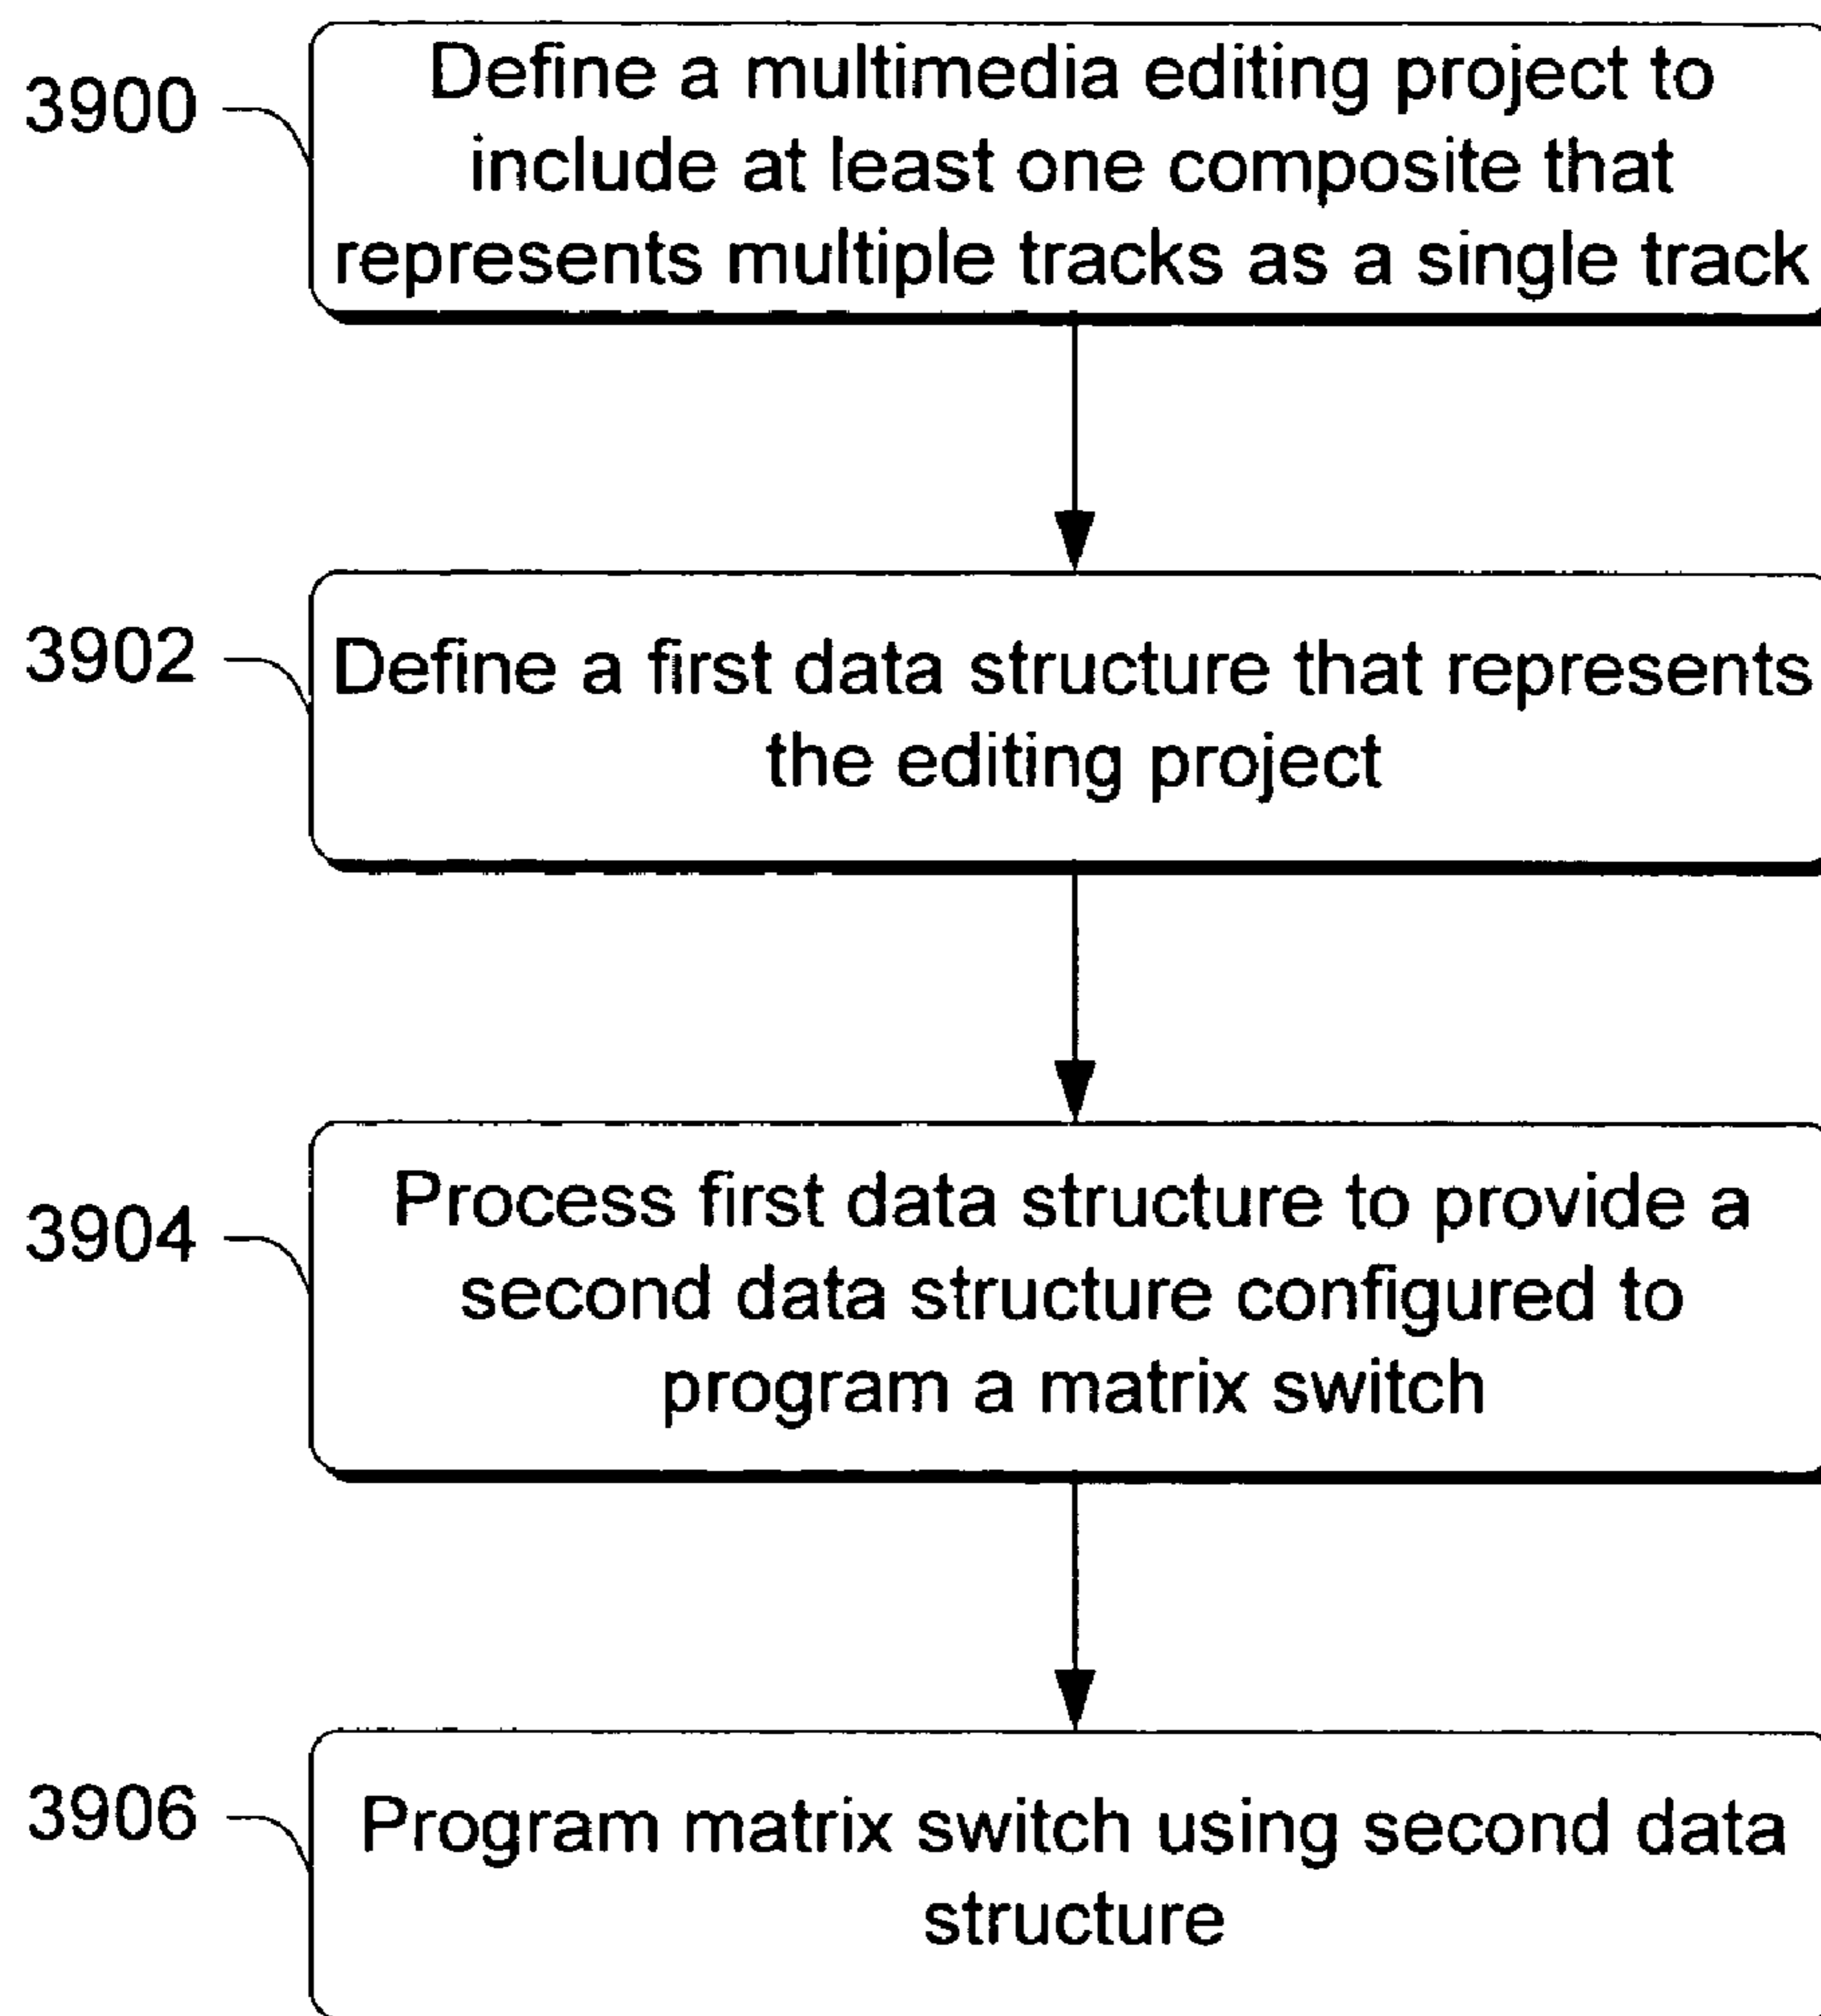 3900
Define a multimedia editing project to
include at least one composite that
represents multiple tracks as a single track
3902
Define a first data structure that represents
the editing project
3904
Process first data structure to provide a
second data structure configured to
program a matrix switch
3906
Program matrix switch using second data
structure